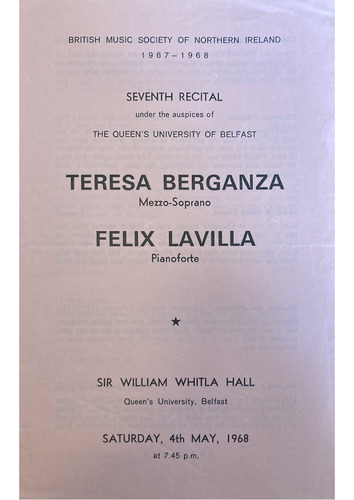 BRITISH MUSIC SOCIETY OF NORTHERN IRELAND
1967–1968
SEVENTH RECITAL
under the auspices of
THE QUEEN'S UNIVERSITY OF BELFAST
TERESA BERGANZA
Mezzo-Soprano
FELIX LAVILLA
Pianoforte
SIR WILLIAM WHITLA HALL
Queen's University, Belfast
SATURDAY, 4th MAY, 1968
at 7.45 p.m.